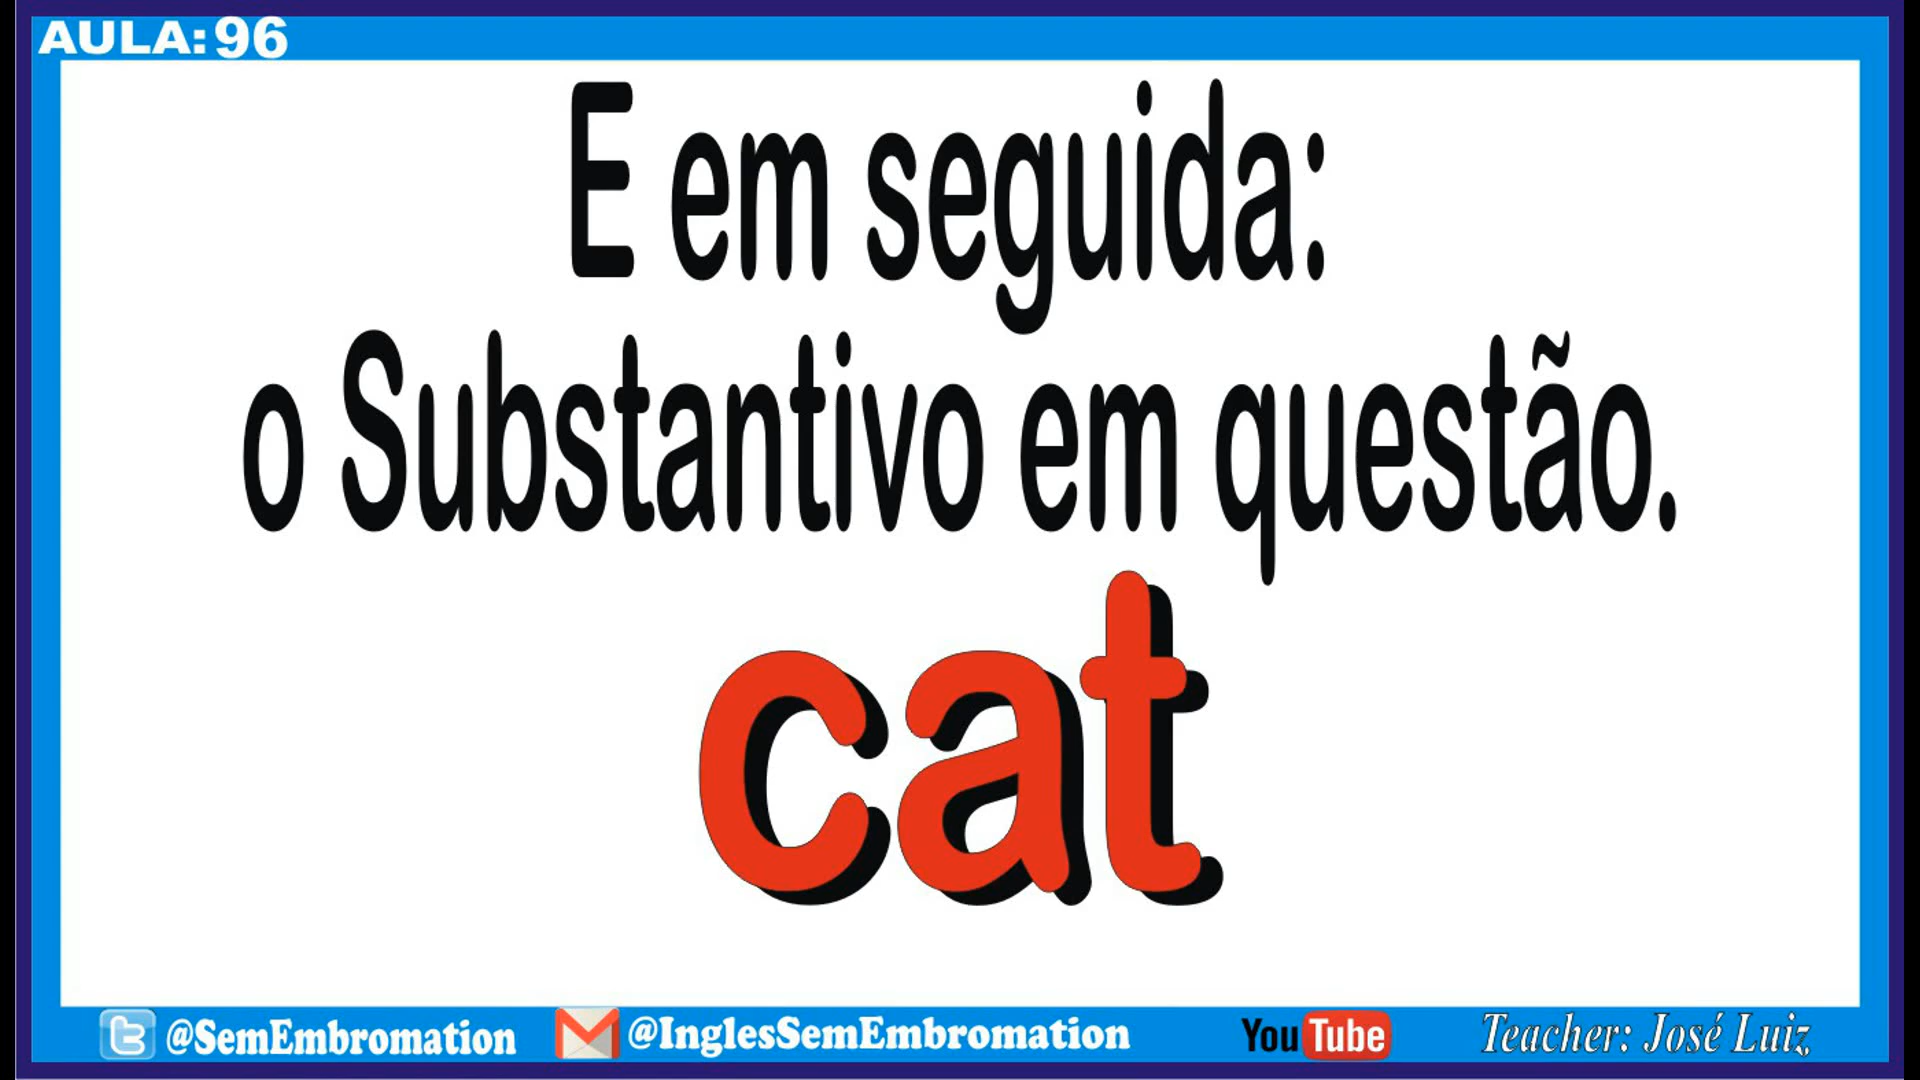 AULA: 96
E em seguida:
o Substantivo em questão.
cat
@SemEmbromation @InglesSemEmbromation YouTube Teacher: José Luiz